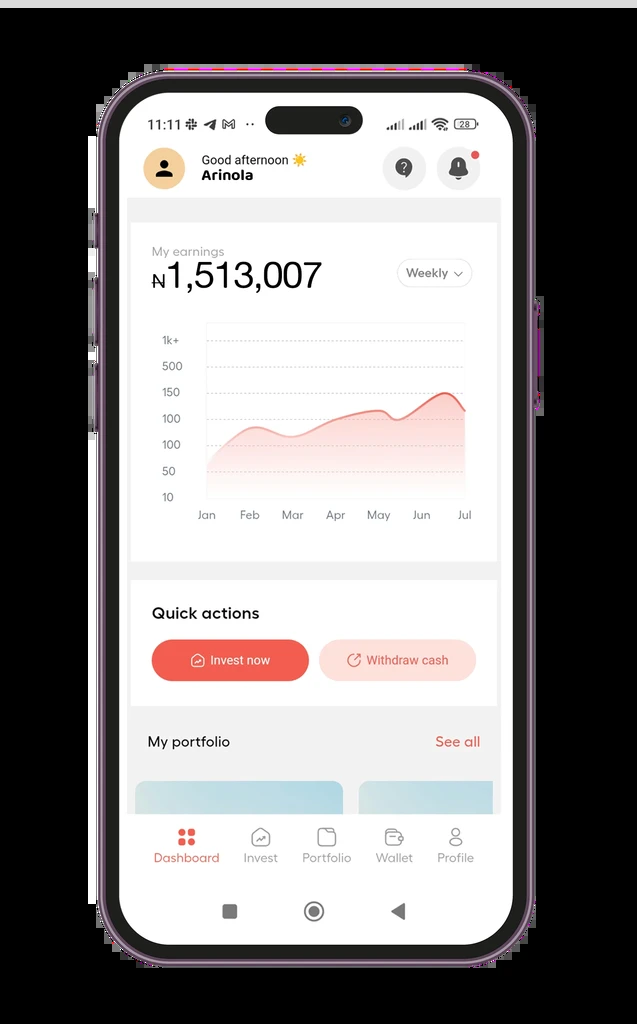 11:11
28
Good afternoon ☀️
Arinola
My earnings
₦1,513,007
Weekly
1k+
500
150
100
100
50
10
Jan Feb Mar Apr May Jun Jul
Quick actions
Invest now Withdraw cash
My portfolio See all
Dashboard Invest Portfolio Wallet Profile